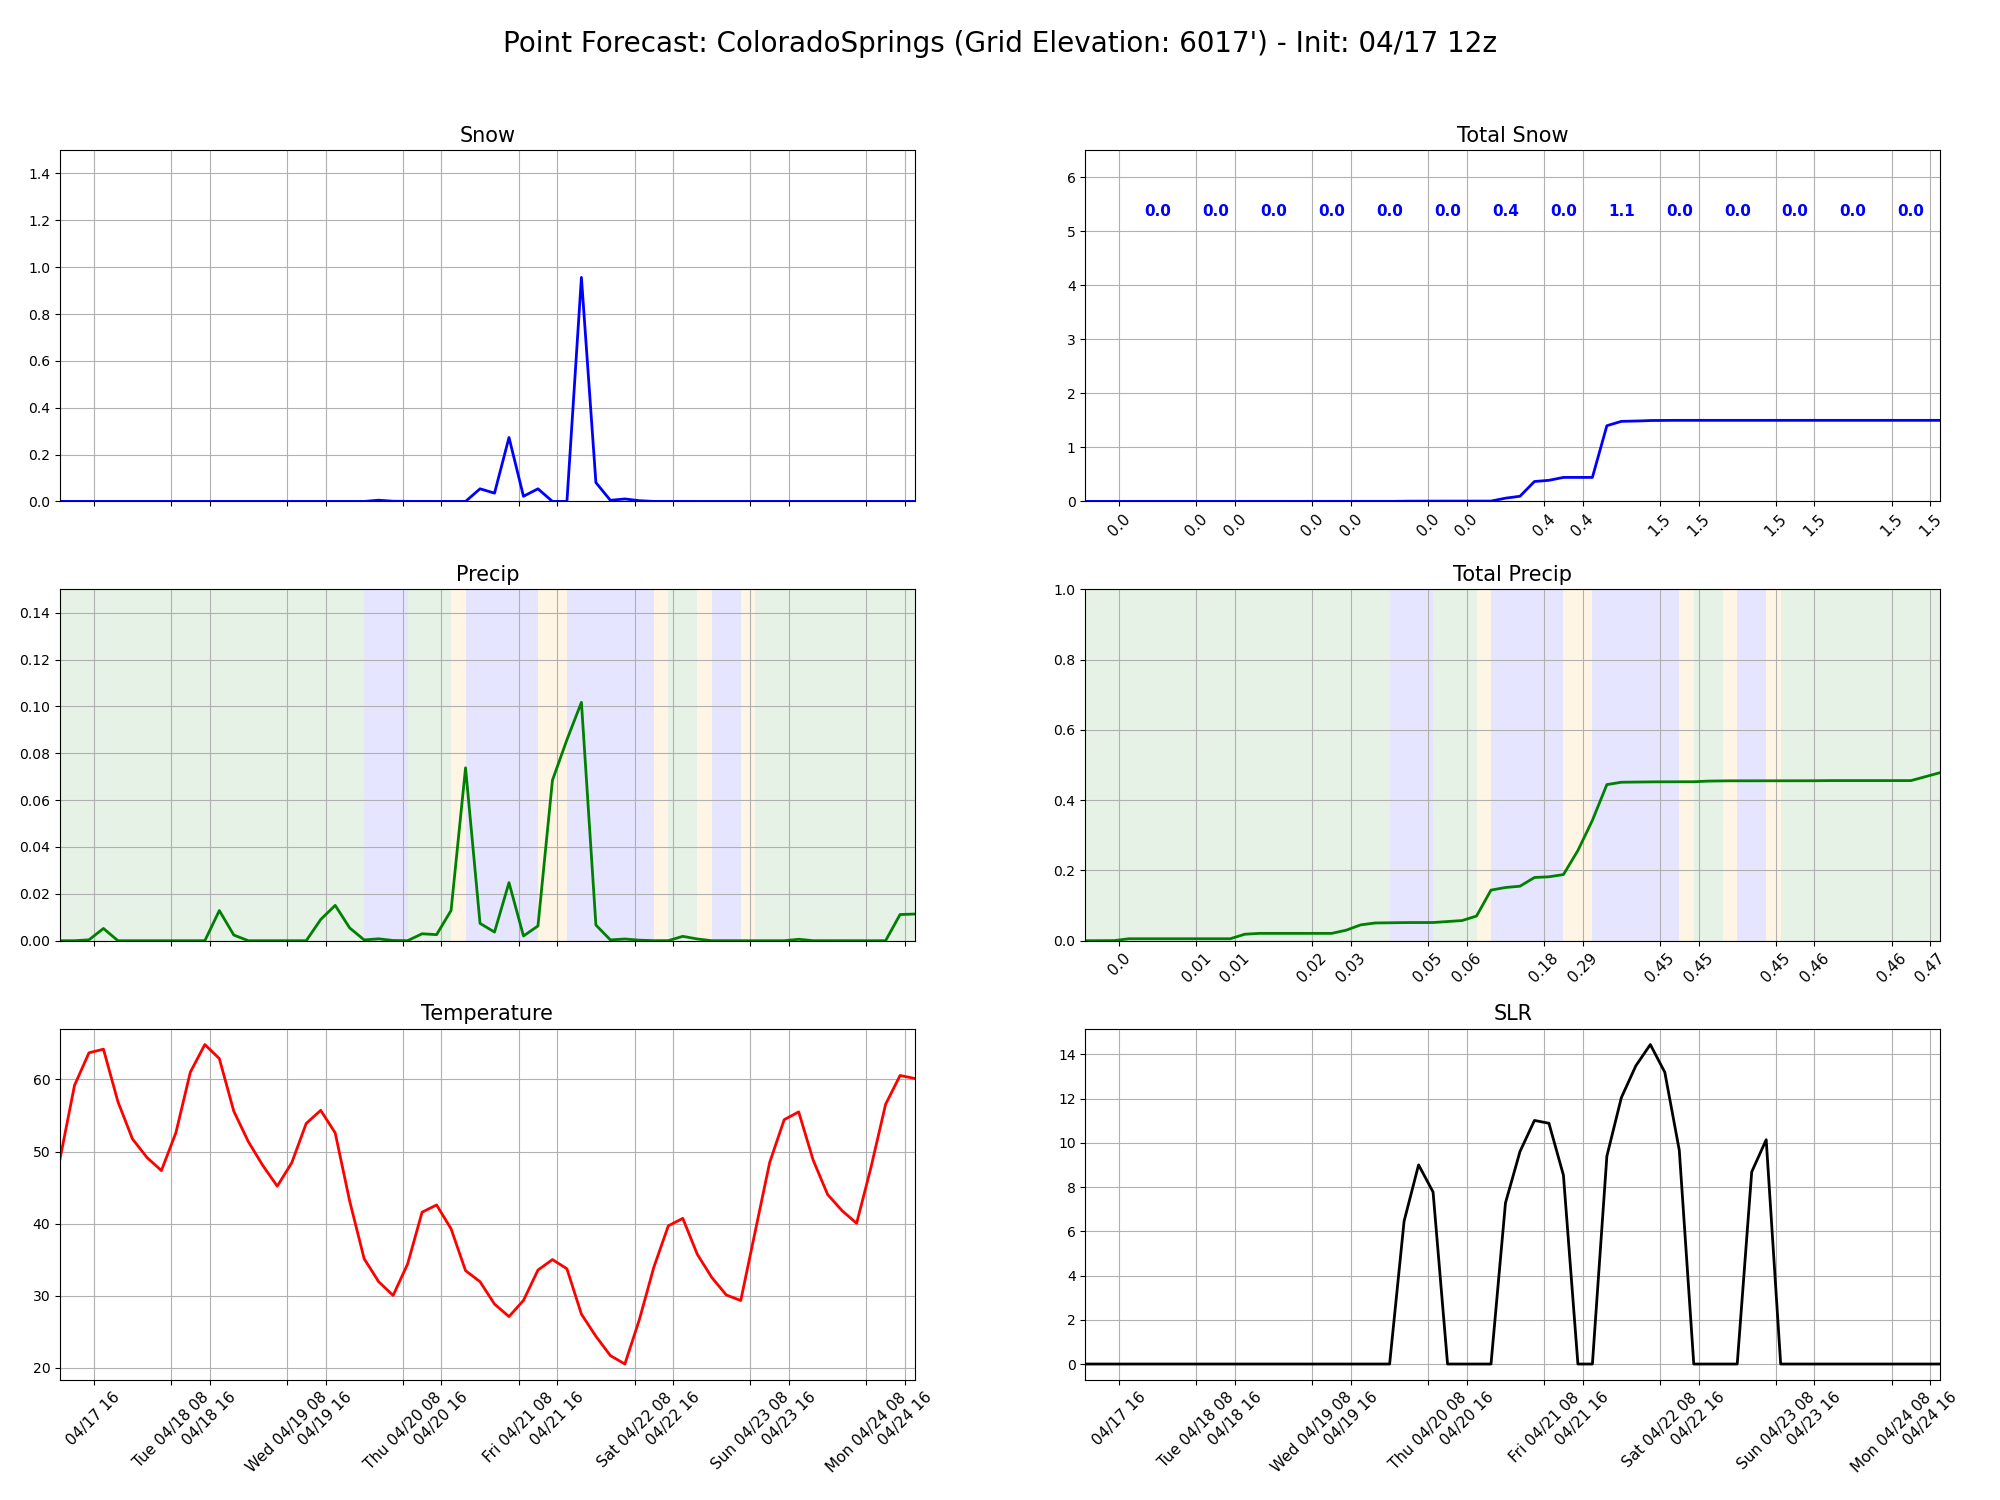 Point Forecast: ColoradoSprings (Grid Elevation: 6017') - Init: 04/17 12z
Snow
1.4
1.2
1.0
0.8
0.6
0.4
0.2
0.0
Total Snow
6
5
4
3
2
1
0
0.0 0.0 0.0 0.0 0.0 0.0 0.4 0.0 1.1 0.0 0.0 0.0 0.0 0.0
0.0 0.0 0.0 0.0 0.0 0.0 0.0 0.4 0.4 1.5 1.5 1.5 1.5 1.5 1.5
Precip
0.14
0.12
0.10
0.08
0.06
0.04
0.02
0.00
Total Precip
1.0
0.8
0.6
0.4
0.2
0.0
0.0 0.01 0.01 0.02 0.03 0.05 0.06 0.18 0.29 0.45 0.45 0.45 0.46 0.46 0.47
Temperature
60
50
40
30
20
04/17 16
Tue 04/18 08
04/18 16
Wed 04/19 08
04/19 16
Thu 04/20 08
04/20 16
Fri 04/21 08
04/21 16
Sat 04/22 08
04/22 16
Sun 04/23 08
04/23 16
Mon 04/24 08
04/24 16
SLR
14
12
10
8
6
4
2
0
04/17 16
Tue 04/18 08
04/18 16
Wed 04/19 08
04/19 16
Thu 04/20 08
04/20 16
Fri 04/21 08
04/21 16
Sat 04/22 08
04/22 16
Sun 04/23 08
04/23 16
Mon 04/24 08
04/24 16